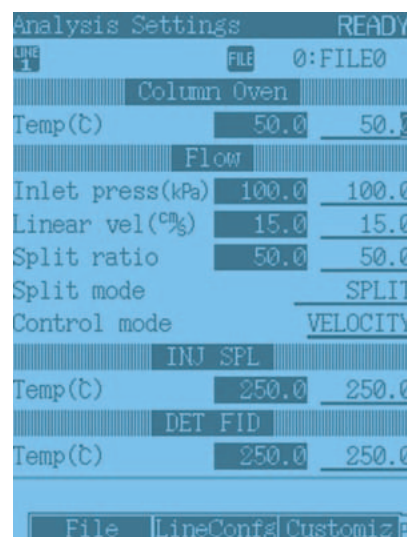 Analysis Settings READY
LINE 1 FILE 0:FILE0
Column Oven
Temp(℃) 50.0 50.
Flow
Inlet press(kPa) 100.0 100.0
Linear vel(cm/s) 15.0 15.0
Split ratio 50.0 50.0
Split mode SPLIT
Control mode VELOCITY
INJ SPL
Temp(℃) 250.0 250.0
DET FID
Temp(℃) 250.0 250.0
File LineConfg Customiz